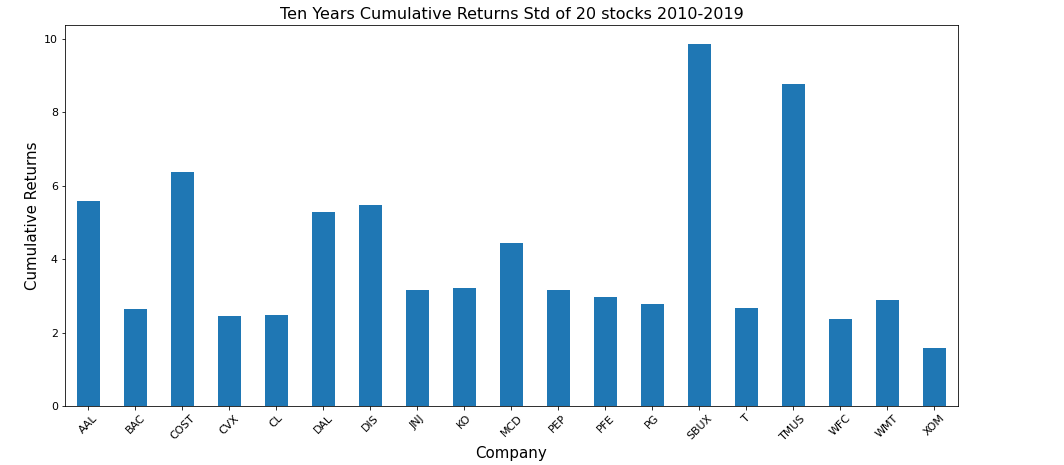 Ten Years Cumulative Returns Std of 20 stocks 2010-2019
Cumulative Returns
10
8
6
4
2
0
AAL BAC COST CVX CL DAL DIS JNJ KO MCD PEP PFE PG SBUX T TMUS WFC WMT XOM
Company